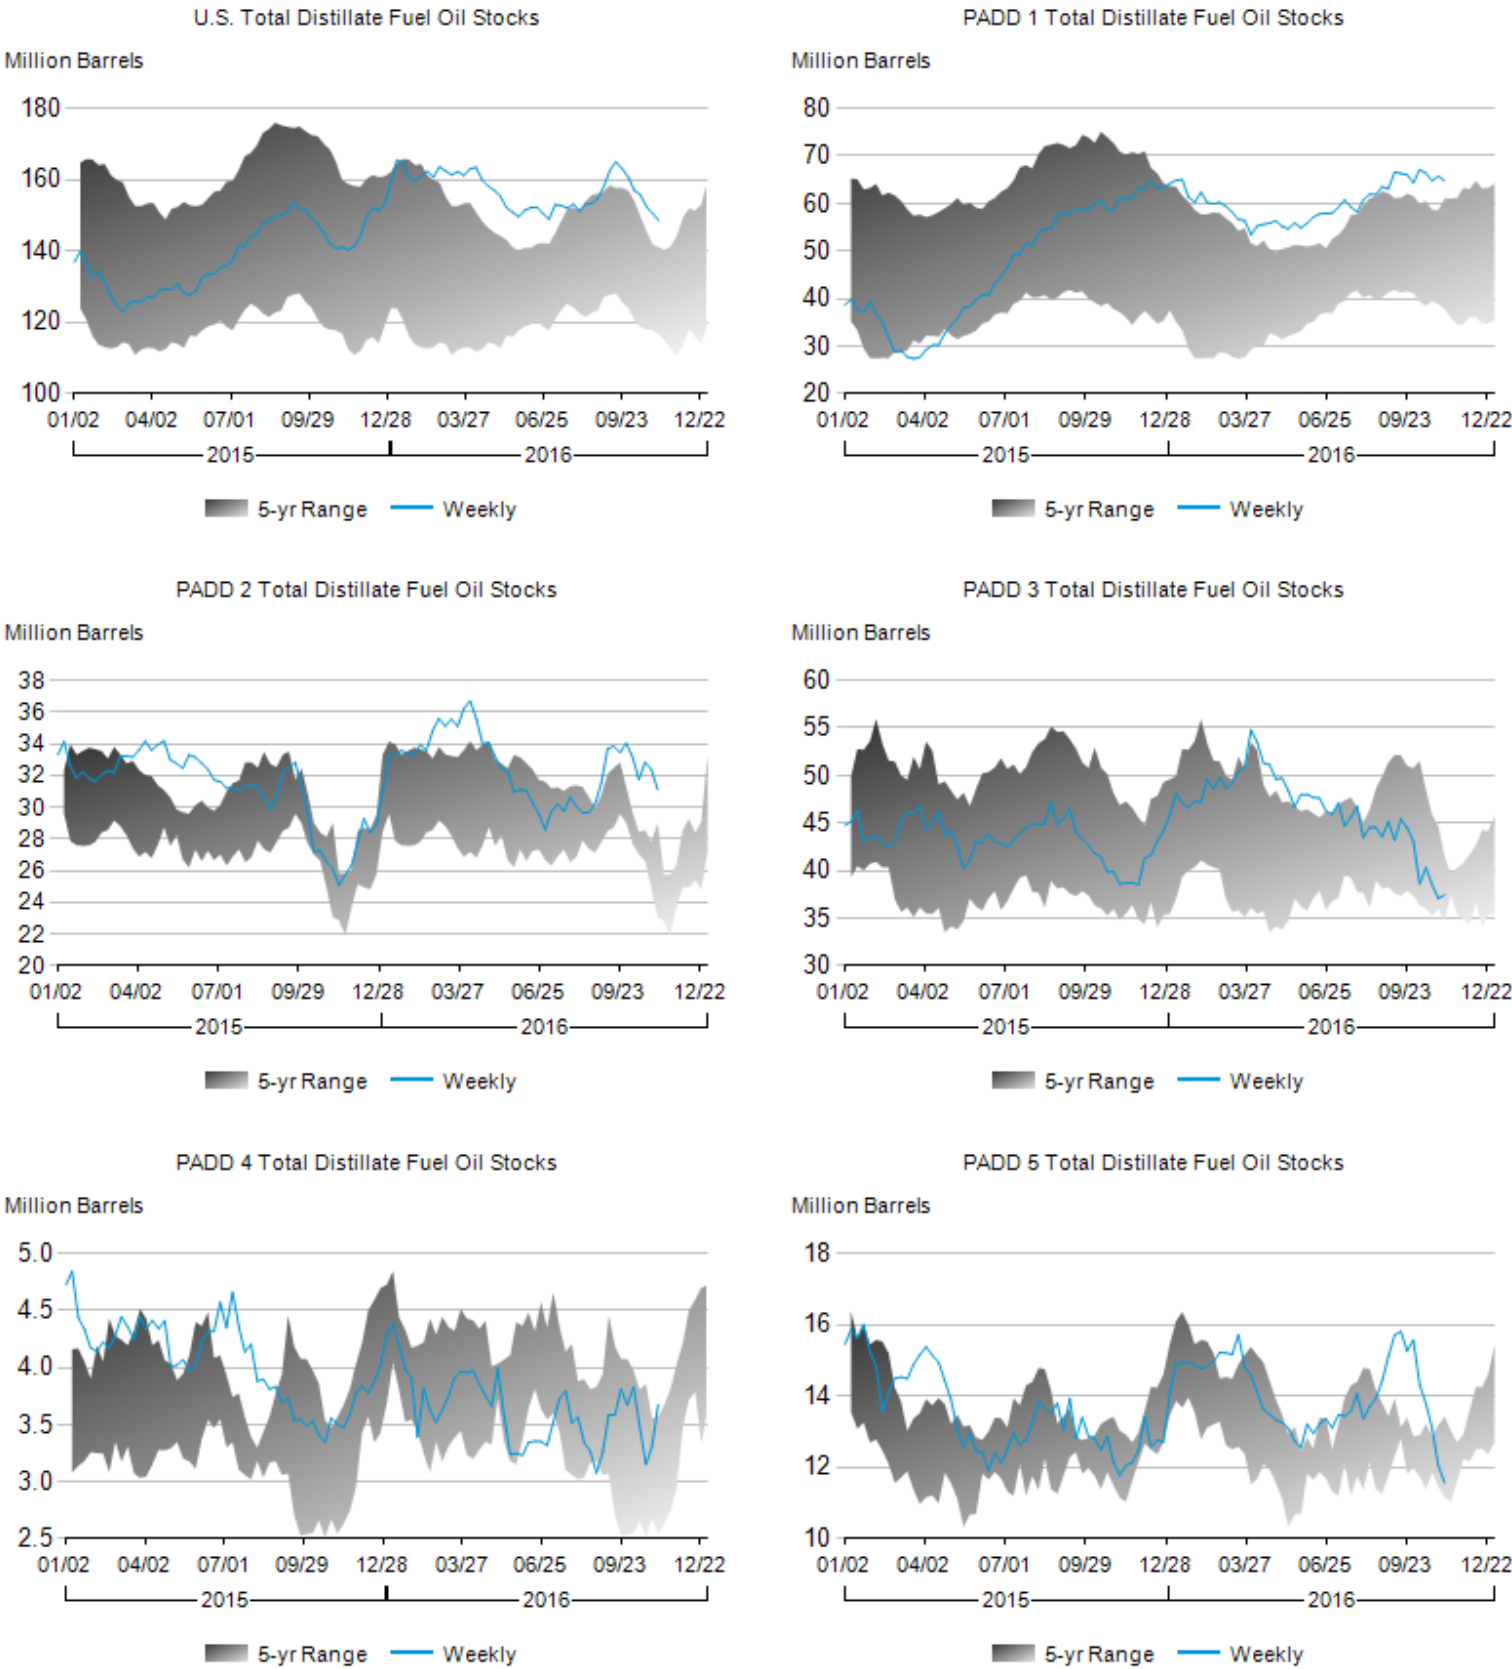 U.S. Total Distillate Fuel Oil Stocks
Million Barrels
180
160
140
120
100
01/02 04/02 07/01 09/29 12/28 03/27 06/25 09/23 12/22
2015 2016
5-yr Range Weekly
PADD 1 Total Distillate Fuel Oil Stocks
Million Barrels
80
70
60
50
40
30
20
01/02 04/02 07/01 09/29 12/28 03/27 06/25 09/23 12/22
2015 2016
5-yr Range Weekly
PADD 2 Total Distillate Fuel Oil Stocks
Million Barrels
38
36
34
32
30
28
26
24
22
20
01/02 04/02 07/01 09/29 12/28 03/27 06/25 09/23 12/22
2015 2016
5-yr Range Weekly
PADD 3 Total Distillate Fuel Oil Stocks
Million Barrels
60
55
50
45
40
35
30
01/02 04/02 07/01 09/29 12/28 03/27 06/25 09/23 12/22
2015 2016
5-yr Range Weekly
PADD 4 Total Distillate Fuel Oil Stocks
Million Barrels
5.0
4.5
4.0
3.5
3.0
2.5
01/02 04/02 07/01 09/29 12/28 03/27 06/25 09/23 12/22
2015 2016
5-yr Range Weekly
PADD 5 Total Distillate Fuel Oil Stocks
Million Barrels
18
16
14
12
10
01/02 04/02 07/01 09/29 12/28 03/27 06/25 09/23 12/22
2015 2016
5-yr Range Weekly